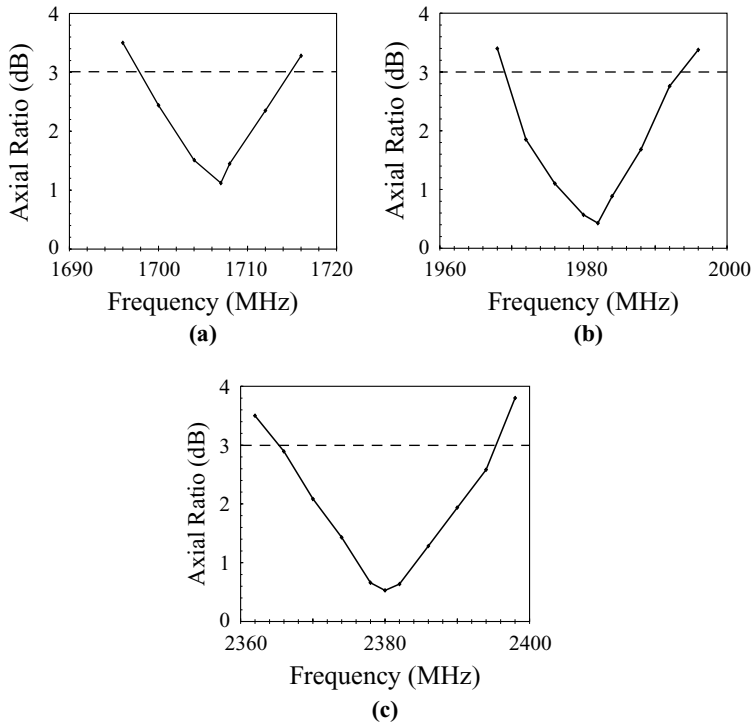 4
3
2
1
0
1690
1700
1710
1720
Axial Ratio (dB)
Frequency (MHz)
(a)
4
3
2
1
0
1960
1980
2000
Axial Ratio (dB)
Frequency (MHz)
(b)
4
3
2
1
0
2360
2380
2400
Axial Ratio (dB)
Frequency (MHz)
(c)